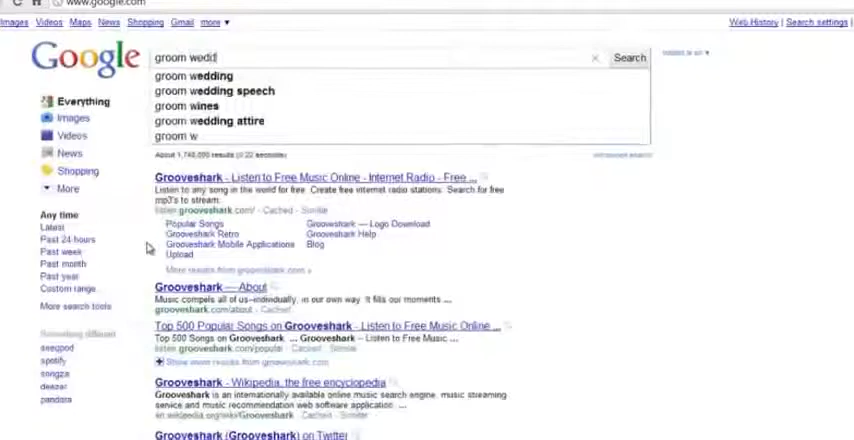 www.google.com
Images Videos Maps News Shopping Gmail more ▼
Web History | Search settings |
Google
groom wedd
Search
groom wedding
groom wedding speech
groom wines
groom wedding attire
groom w
About 1,740,000 results (0.22 seconds)
Advanced search
Everything
Images
Videos
News
Shopping
More
Any time
Latest
Past 24 hours
Past week
Past month
Past year
Custom range...
More search tools
Something different
seeqpod
spotify
songza
deezer
pandora
Grooveshark - Listen to Free Music Online - Internet Radio - Free ...
Listen to any song in the world for free. Create free internet radio stations. Search for free
mp3's to stream.
listen.grooveshark.com/ - Cached - Similar
Popular Songs
Grooveshark — Logo Download
Grooveshark Retro
Grooveshark Help
Grooveshark Mobile Applications
Blog
Upload
More results from grooveshark.com »
Grooveshark — About
Music compels all of us--individually, in our own way. It fills our moments ...
grooveshark.com/about - Cached
Top 500 Popular Songs on Grooveshark - Listen to Free Music Online ...
Top 500 Songs on Grooveshark. ... Grooveshark – Listen to Free Music ...
listen.grooveshark.com/popular - Cached - Similar
Show more results from grooveshark.com
Grooveshark - Wikipedia, the free encyclopedia
Grooveshark is an internationally available online music search engine, music streaming
service and music recommendation web software application. ...
en.wikipedia.org/wiki/Grooveshark - Cached - Similar
Grooveshark (Grooveshark) on Twitter